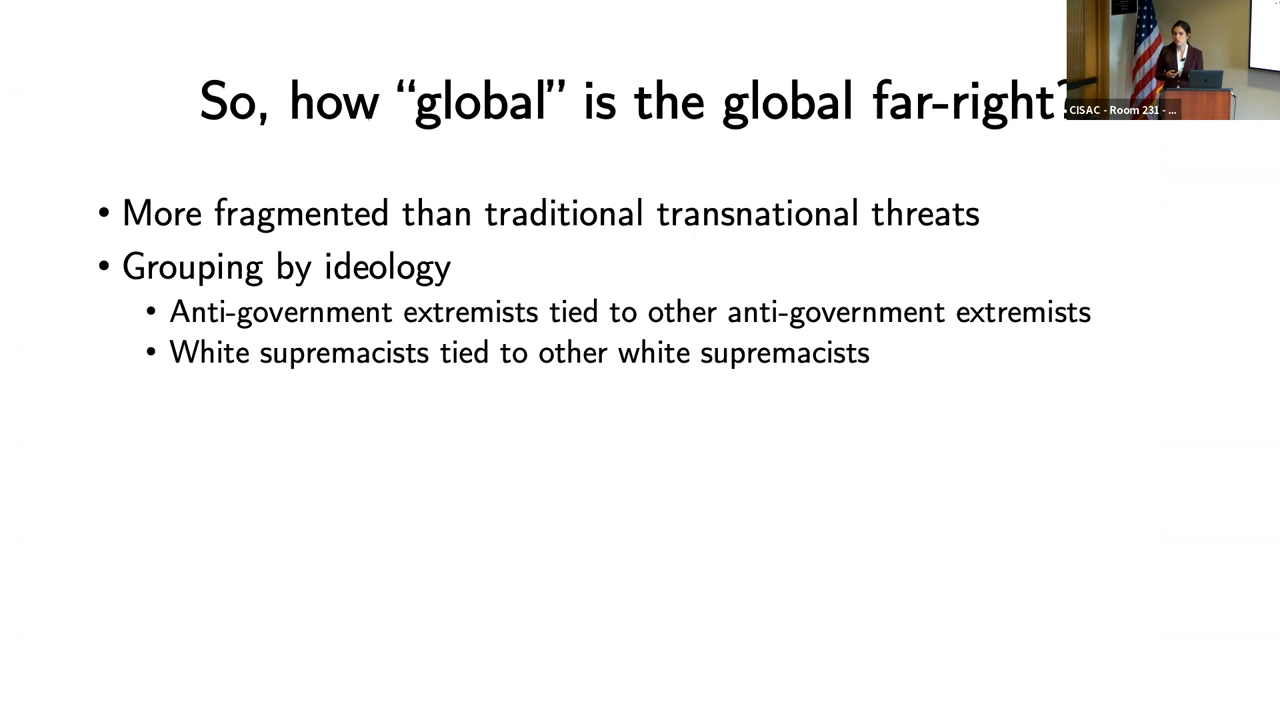 So, how “global” is the global far-right?
CISAC - Room 231 - ...
• More fragmented than traditional transnational threats
• Grouping by ideology
• Anti-government extremists tied to other anti-government extremists
• White supremacists tied to other white supremacists